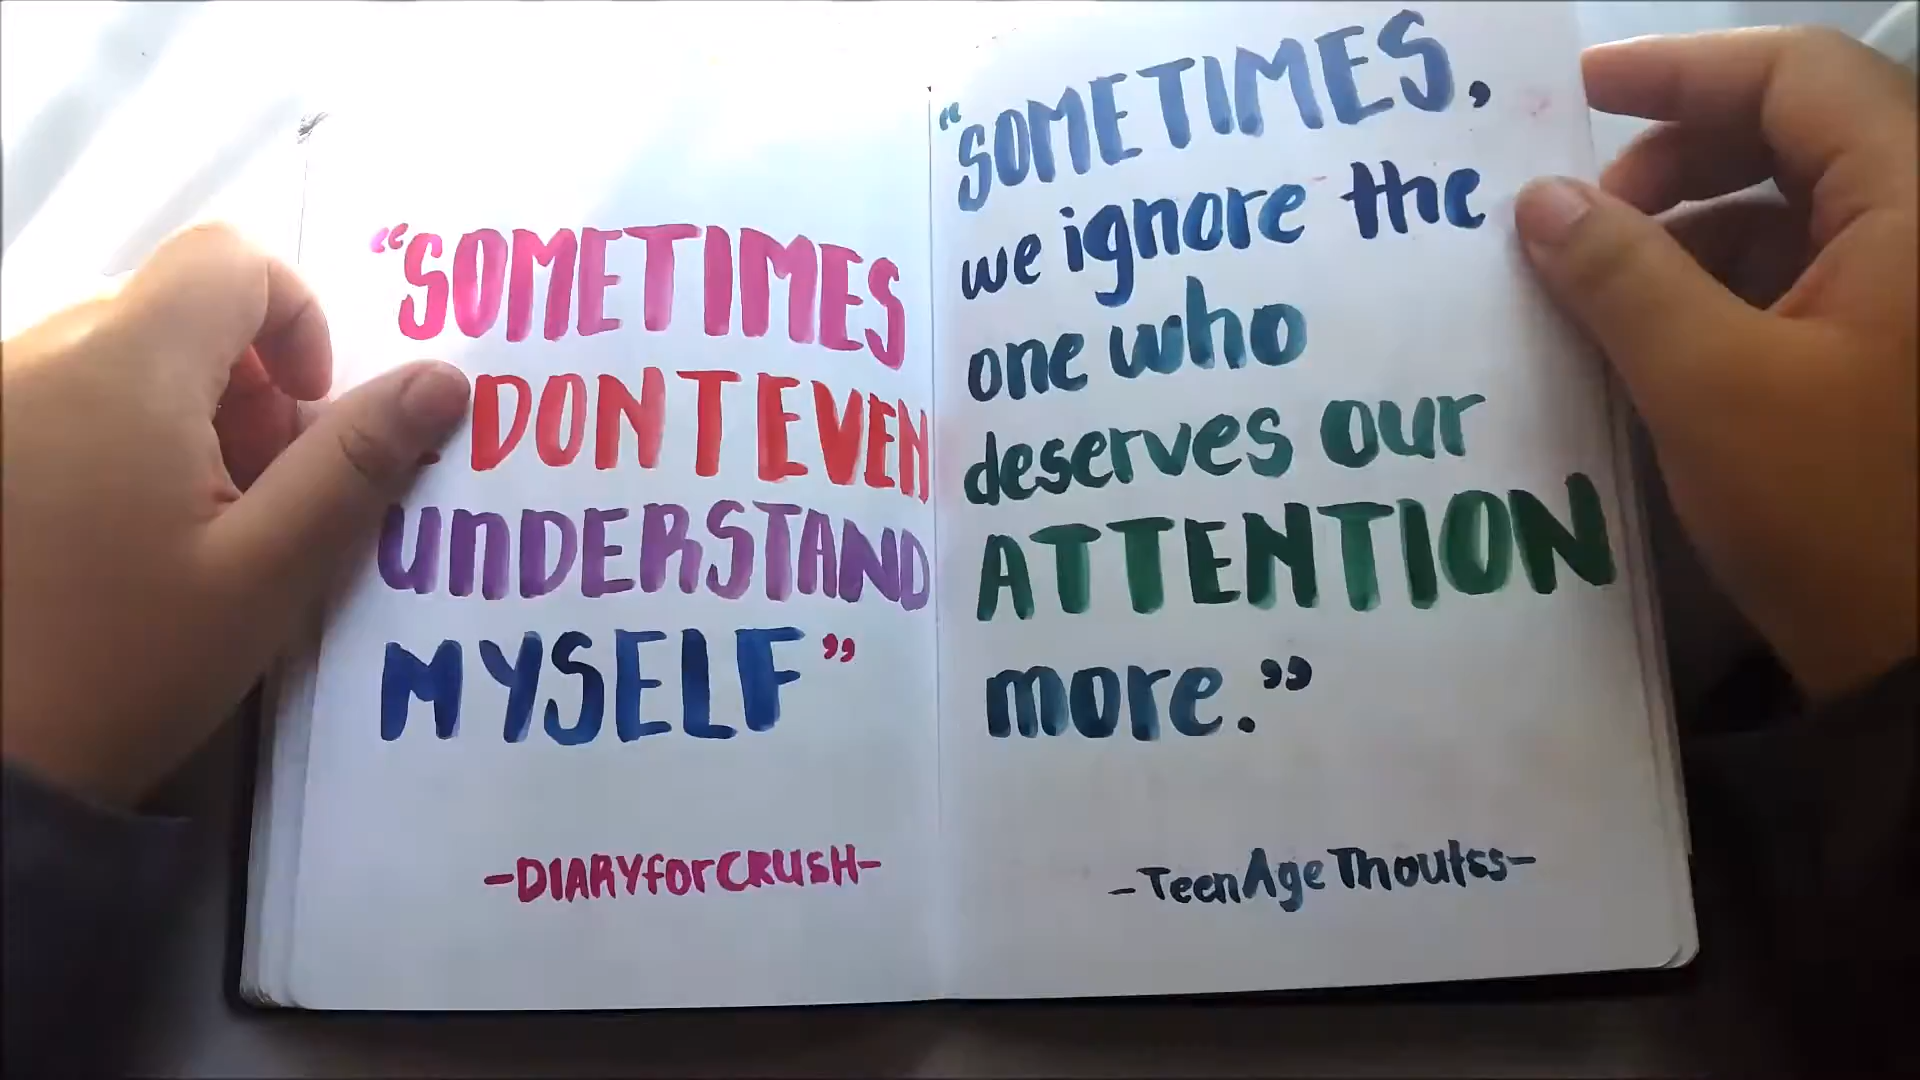 “SOMETIMES
DONT EVEN
UNDERSTAND
MYSELF”
-DIARYforCRUSH-
“SOMETIMES,
we ignore the
one who
deserves our
ATTENTION
more.”
-TeenAge Thoutss-